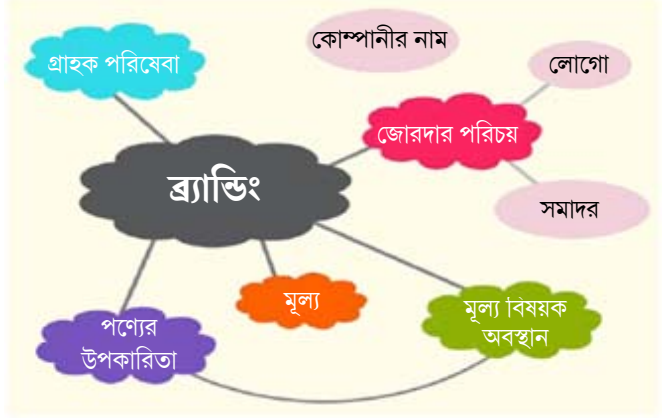 কোম্পানীর নাম
গ্রাহক পরিষেবা
লোগো
জোরদার পরিচয়
ব্র্যান্ডিং
সমাদর
মূল্য
মূল্য বিষয়ক
অবস্থান
পণ্যের
উপকারিতা